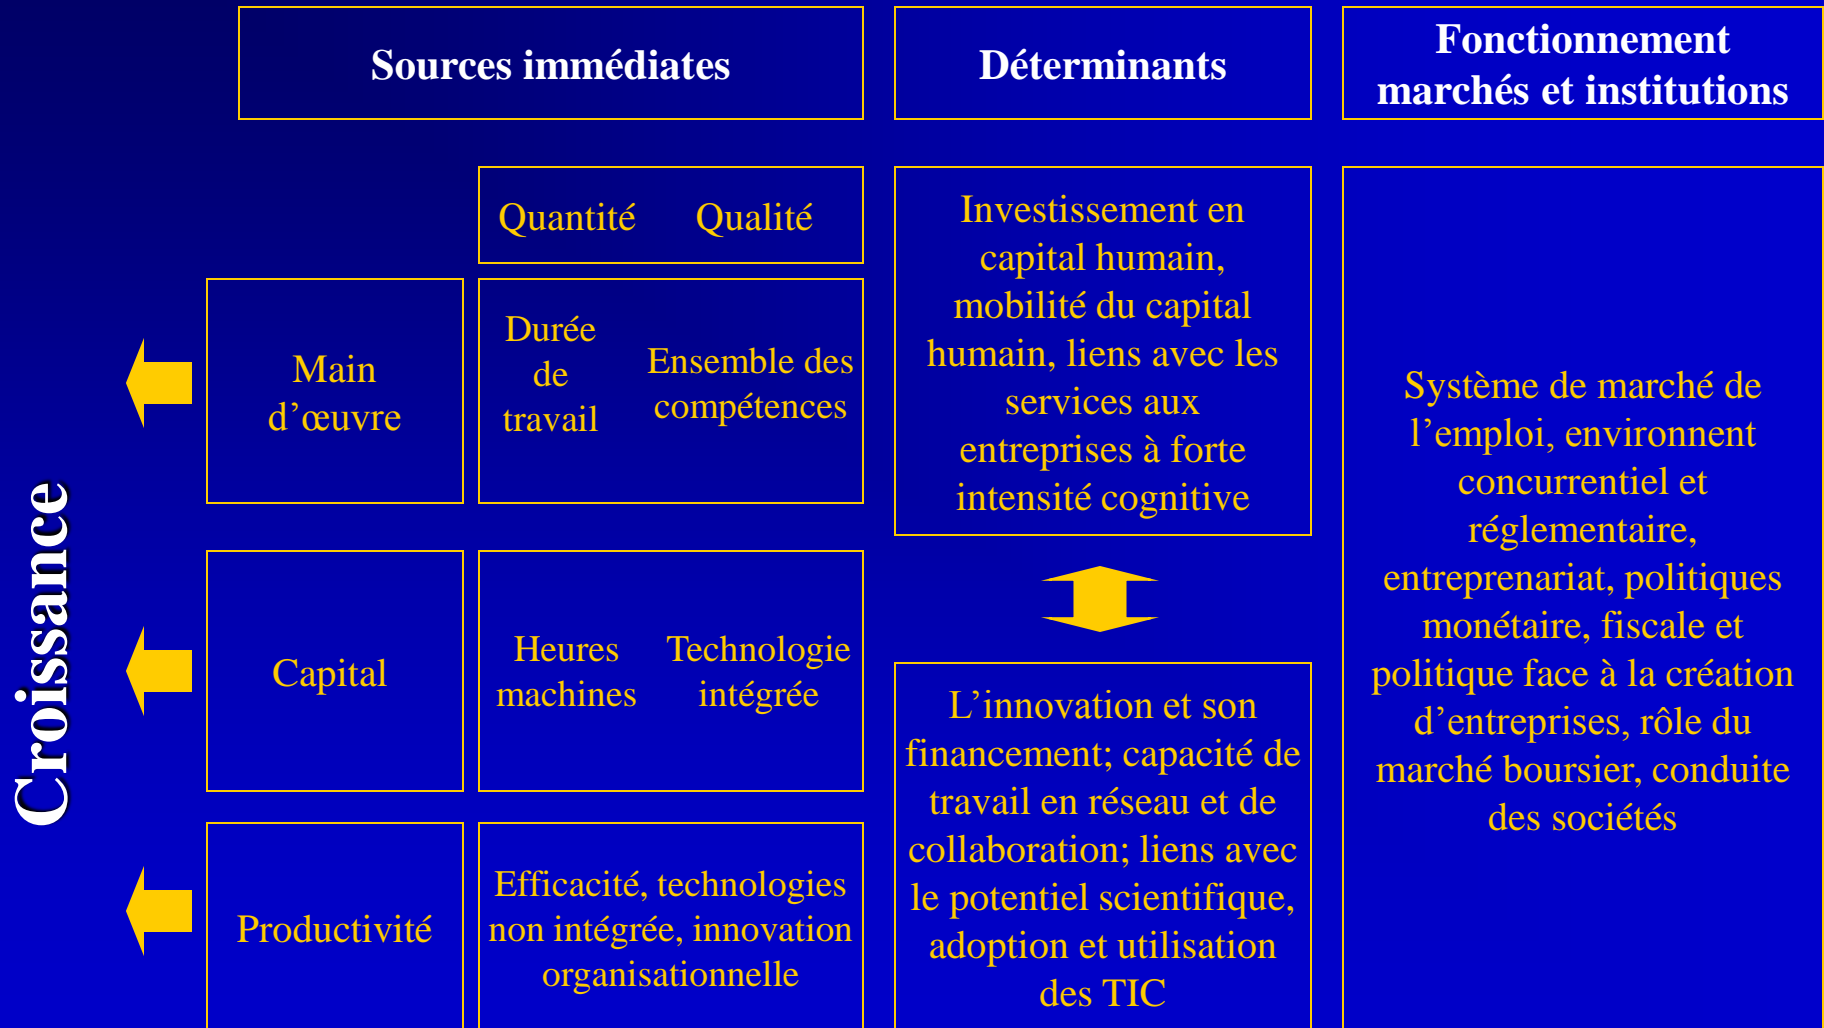 Sources immédiates
Déterminants
Fonctionnement
marchés et institutions
Croissance
Quantité Qualité
Main
d’œuvre
Durée
de
travail
Ensemble des
compétences
Capital
Heures
machines
Technologie
intégrée
Productivité
Efficacité, technologies
non intégrée, innovation
organisationnelle
Investissement en
capital humain,
mobilité du capital
humain, liens avec les
services aux
entreprises à forte
intensité cognitive
L’innovation et son
financement; capacité de
travail en réseau et de
collaboration; liens avec
le potentiel scientifique,
adoption et utilisation
des TIC
Système de marché de
l’emploi, environnent
concurrentiel et
réglementaire,
entreprenariat, politiques
monétaire, fiscale et
politique face à la création
d’entreprises, rôle du
marché boursier, conduite
des sociétés